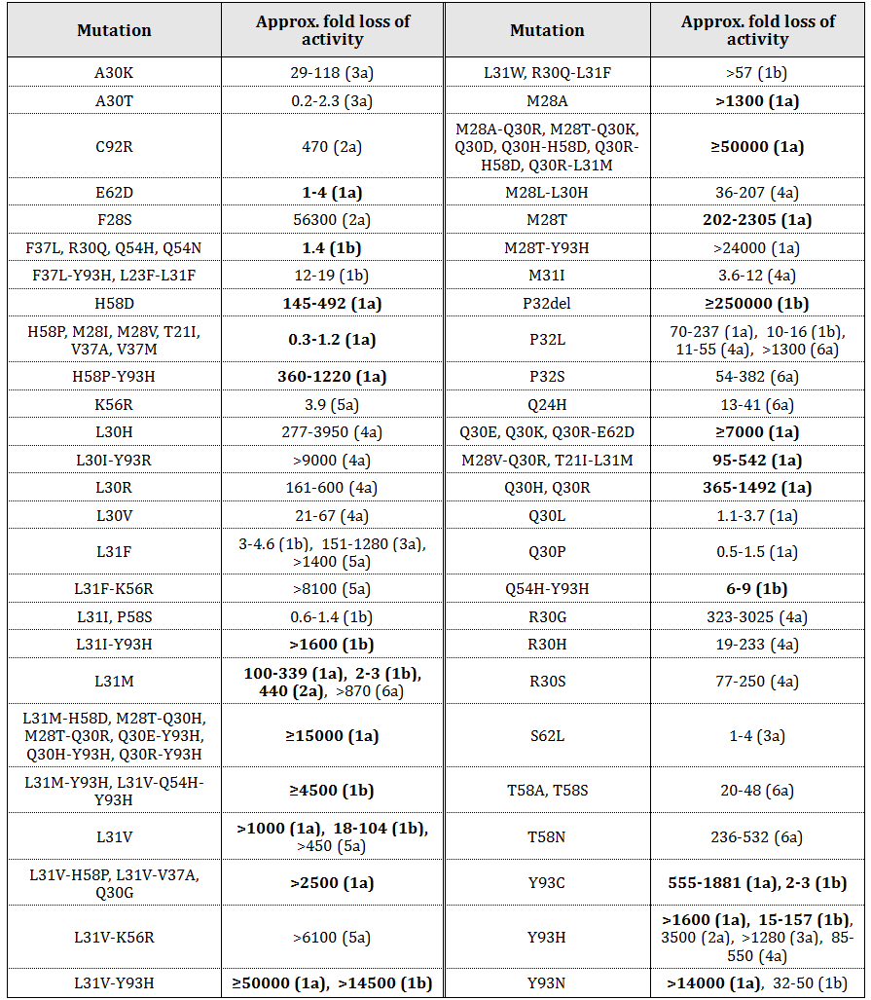 Mutation
Approx. fold loss of
activity
Mutation
Approx. fold loss of
activity
A30K
29-118 (3a)
L31W, R30Q-L31F
>57 (1b)
A30T
0.2-2.3 (3a)
M28A
>1300 (1a)
C92R
470 (2a)
M28A-Q30R, M28T-Q30K,
Q30D, Q30H-H58D, Q30R-
H58D, Q30R-L31M
≥50000 (1a)
E62D
1-4 (1a)
M28L-L30H
36-207 (4a)
F28S
56300 (2a)
M28T
202-2305 (1a)
F37L, R30Q, Q54H, Q54N
1.4 (1b)
M28T-Y93H
>24000 (1a)
F37L-Y93H, L23F-L31F
12-19 (1b)
M31I
3.6-12 (4a)
H58D
145-492 (1a)
P32del
≥250000 (1b)
H58P, M28I, M28V, T21I,
V37A, V37M
0.3-1.2 (1a)
P32L
70-237 (1a), 10-16 (1b),
11-55 (4a), >1300 (6a)
H58P-Y93H
360-1220 (1a)
P32S
54-382 (6a)
K56R
3.9 (5a)
Q24H
13-41 (6a)
L30H
277-3950 (4a)
Q30E, Q30K, Q30R-E62D
≥7000 (1a)
L30I-Y93R
>9000 (4a)
M28V-Q30R, T21I-L31M
95-542 (1a)
L30R
161-600 (4a)
Q30H, Q30R
365-1492 (1a)
L30V
21-67 (4a)
Q30L
1.1-3.7 (1a)
L31F
3-4.6 (1b), 151-1280 (3a),
>1400 (5a)
Q30P
0.5-1.5 (1a)
L31F-K56R
>8100 (5a)
Q54H-Y93H
6-9 (1b)
L31I, P58S
0.6-1.4 (1b)
R30G
323-3025 (4a)
L31I-Y93H
>1600 (1b)
R30H
19-233 (4a)
L31M
100-339 (1a), 2-3 (1b),
440 (2a), >870 (6a)
R30S
77-250 (4a)
L31M-H58D, M28T-Q30H,
M28T-Q30R, Q30E-Y93H,
Q30H-Y93H, Q30R-Y93H
≥15000 (1a)
S62L
1-4 (3a)
L31M-Y93H, L31V-Q54H-
Y93H
≥4500 (1b)
T58A, T58S
20-48 (6a)
L31V
>1000 (1a), 18-104 (1b),
>450 (5a)
T58N
236-532 (6a)
L31V-H58P, L31V-V37A,
Q30G
>2500 (1a)
Y93C
555-1881 (1a), 2-3 (1b)
L31V-K56R
>6100 (5a)
Y93H
>1600 (1a), 15-157 (1b),
3500 (2a), >1280 (3a), 85-
550 (4a)
L31V-Y93H
≥50000 (1a), >14500 (1b)
Y93N
>14000 (1a), 32-50 (1b)